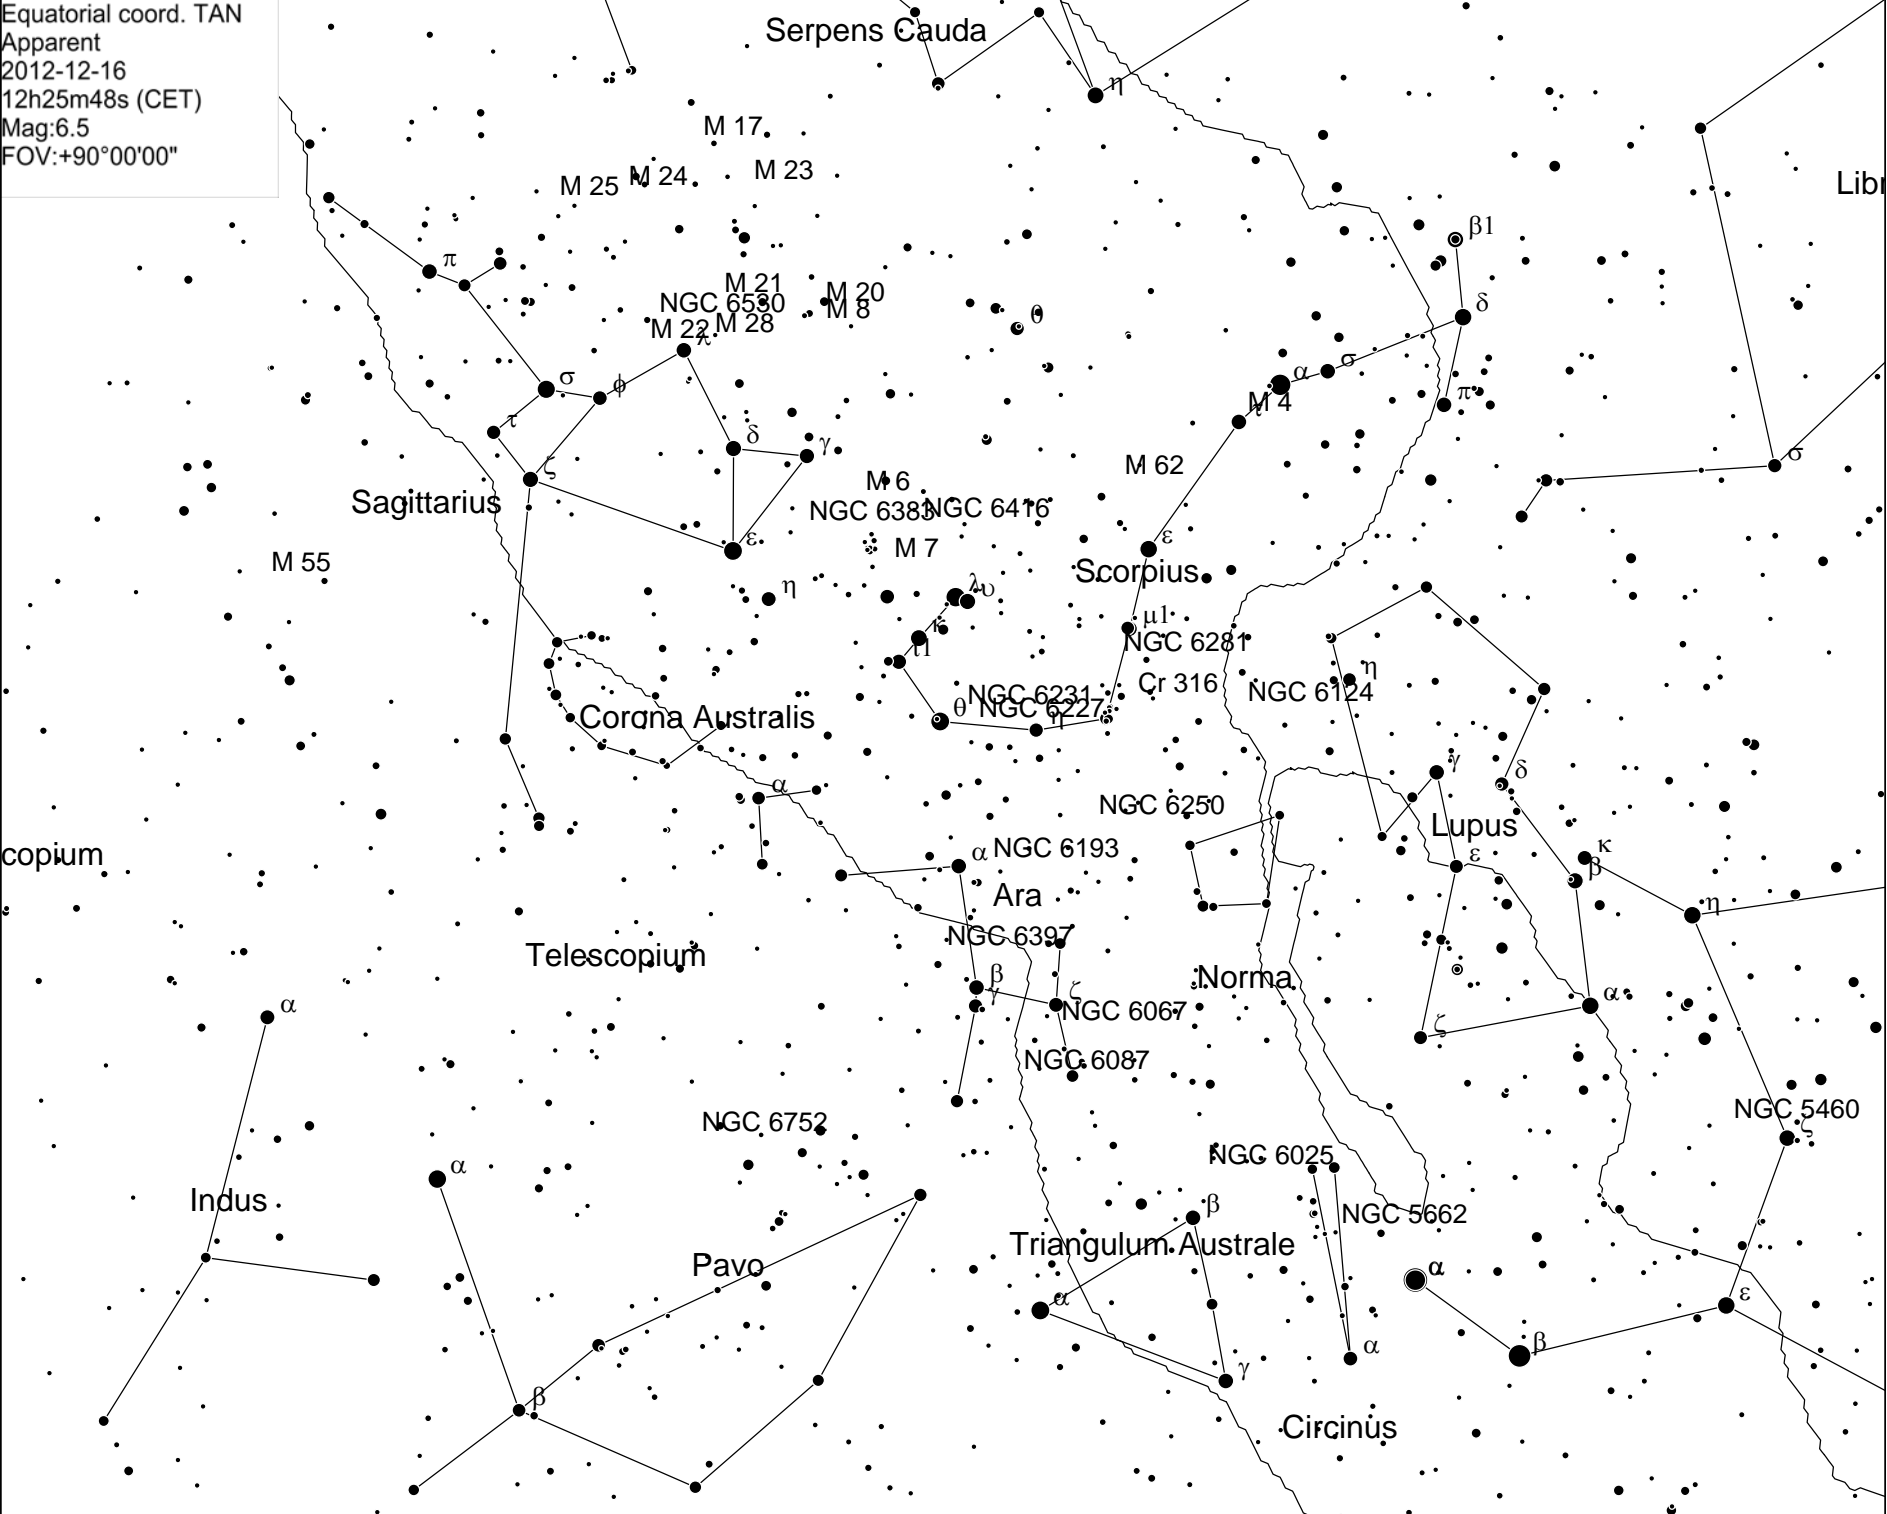 Equatorial coord. TAN
Apparent
2012-12-16
12h25m48s (CET)
Mag:6.5
FOV:+90°00'00"
Serpens Cauda
η
M 17
M 23
M 24
M 25
Libr
β1
π
M 21
M 20
NGC 6530
M 8
M 28
M 22
λ
θ
δ
σ
ϕ
α
σ
M 4
τ
π
τ
δ
γ
σ
ζ
M 62
M 6
Sagittarius
NGC 6383
NGC 6416
M 7
ε
ε
M 55
Scorpius
η
λ
υ
κ
μ1
ι1
NGC 6281
η
Cr 316
NGC 6124
NGC 6231
θ
NGC 6227
η
Corona Australis
γ
δ
α
NGC 6250
Lupus
copium
α
NGC 6193
ε
κ
β
Ara
η
NGC 6397
Telescopium
β
Norma
γ
ζ
α
α
NGC 6067
ζ
NGC 6087
NGC 6752
NGC 5460
ζ
α
NGC 6025
Indus
β
NGC 5662
Triangulum Australe
Pavo
α
α
ε
β
α
γ
β
Circinus